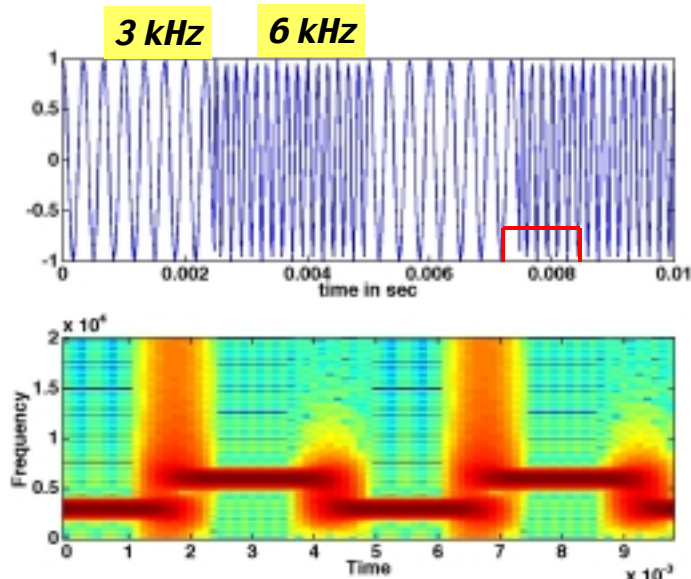 3 kHz 6 kHz
1
0.5
0
-0.5
-1
0 0.002 0.004 0.006 0.008 0.01
time in sec
x 10⁴
2
1.5
1
0.5
0
Frequency
0 1 2 3 4 5 6 7 8 9
Time
x 10⁻³